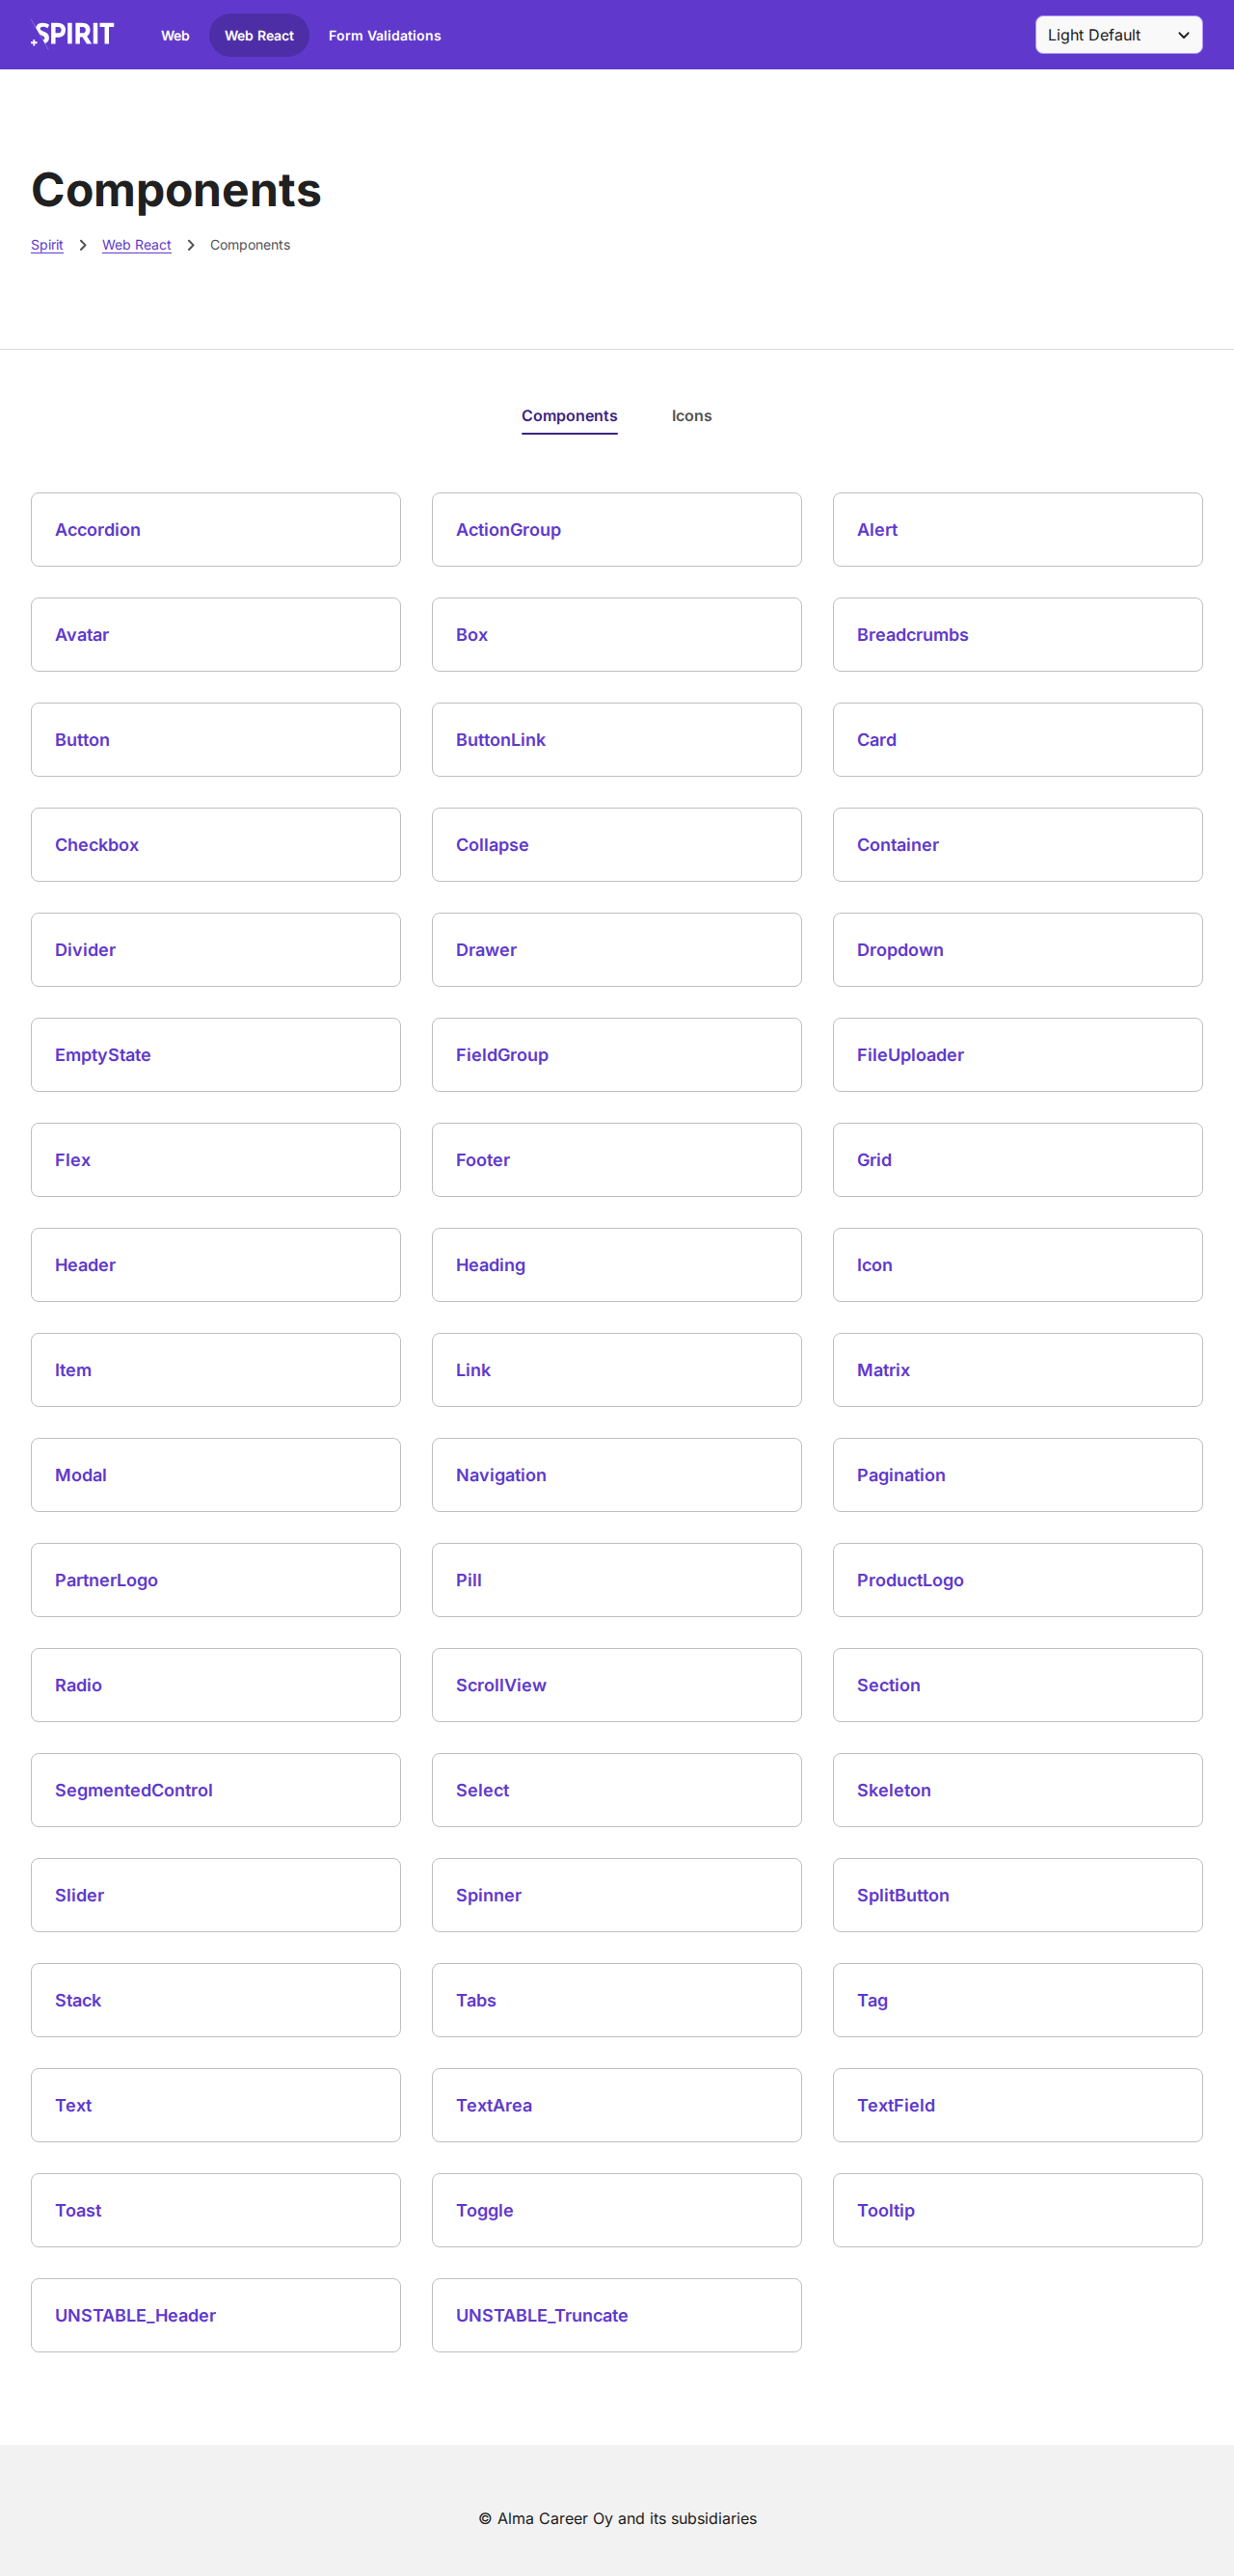 SPIRIT Web Web React Form Validations Light Default
Components
Spirit Web React Components
Components Icons
Accordion ActionGroup Alert
Avatar Box Breadcrumbs
Button ButtonLink Card
Checkbox Collapse Container
Divider Drawer Dropdown
EmptyState FieldGroup FileUploader
Flex Footer Grid
Header Heading Icon
Item Link Matrix
Modal Navigation Pagination
PartnerLogo Pill ProductLogo
Radio ScrollView Section
SegmentedControl Select Skeleton
Slider Spinner SplitButton
Stack Tabs Tag
Text TextArea TextField
Toast Toggle Tooltip
UNSTABLE_Header UNSTABLE_Truncate
© Alma Career Oy and its subsidiaries